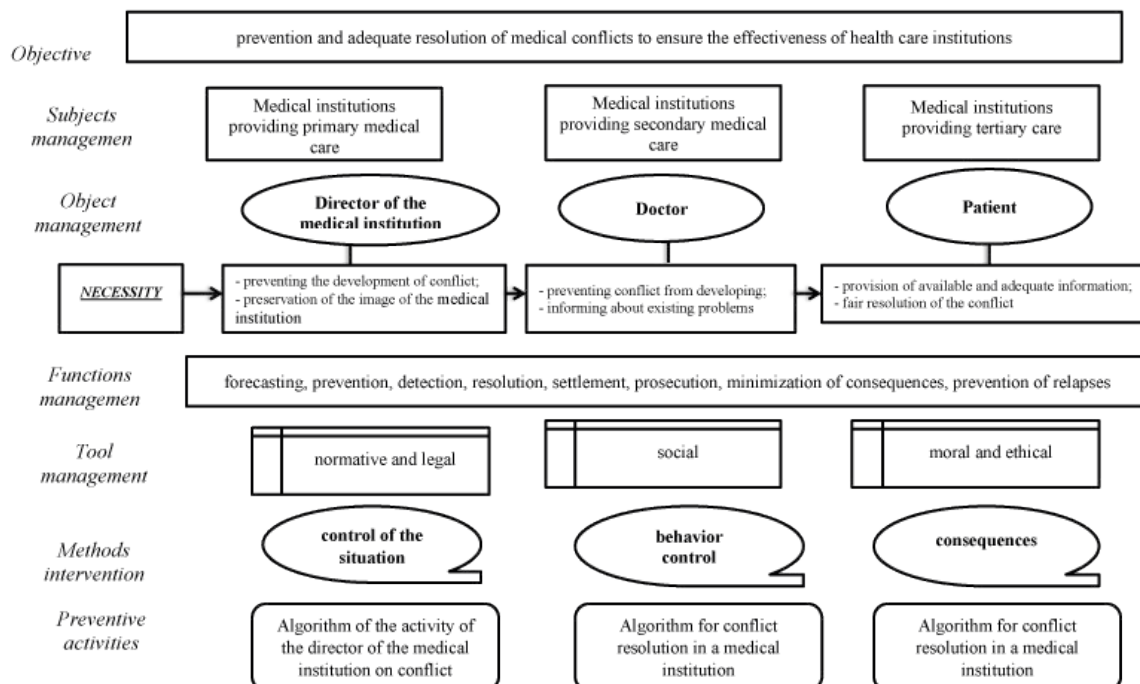 Objective
prevention and adequate resolution of medical conflicts to ensure the effectiveness of health care institutions
Subjects
managemen
Medical institutions
providing primary medical
care
Medical institutions
providing secondary medical
care
Medical institutions
providing tertiary care
Object
management
Director of the
medical institution
Doctor
Patient
NECESSITY
- preventing the development of conflict;
- preservation of the image of the medical
institution
- preventing conflict from developing;
- informing about existing problems
- provision of available and adequate information;
- fair resolution of the conflict
Functions
managemen
forecasting, prevention, detection, resolution, settlement, prosecution, minimization of consequences, prevention of relapses
Tool
management
normative and legal
social
moral and ethical
Methods
intervention
control of the
situation
behavior
control
consequences
Preventive
activities
Algorithm of the activity of
the director of the medical
institution on conflict
Algorithm for conflict
resolution in a medical
institution
Algorithm for conflict
resolution in a medical
institution